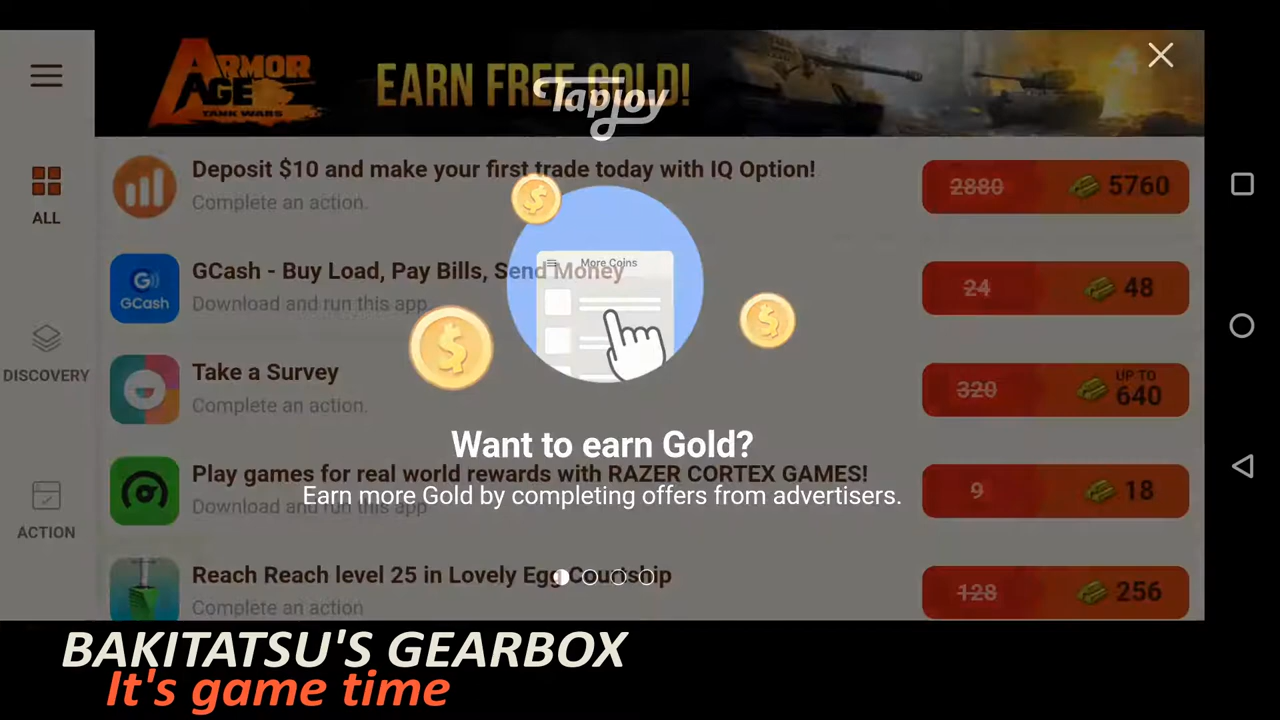 ARMOR
AGE
TANK WARS
EARN FREE GOLD!
Tapjoy
ALL
DISCOVERY
ACTION
Deposit $10 and make your first trade today with IQ Option!
Complete an action.
2880
5760
GCash - Buy Load, Pay Bills, Send Money
Download and run this app.
GCash
24
48
More Coins
Take a Survey
Complete an action.
320
UP TO
640
Want to earn Gold?
Play games for real world rewards with RAZER CORTEX GAMES!
Download and run this app
Earn more Gold by completing offers from advertisers.
9
18
Reach Reach level 25 in Lovely Egg Courtship
Complete an action
128
256
BAKITATSU'S GEARBOX
It's game time